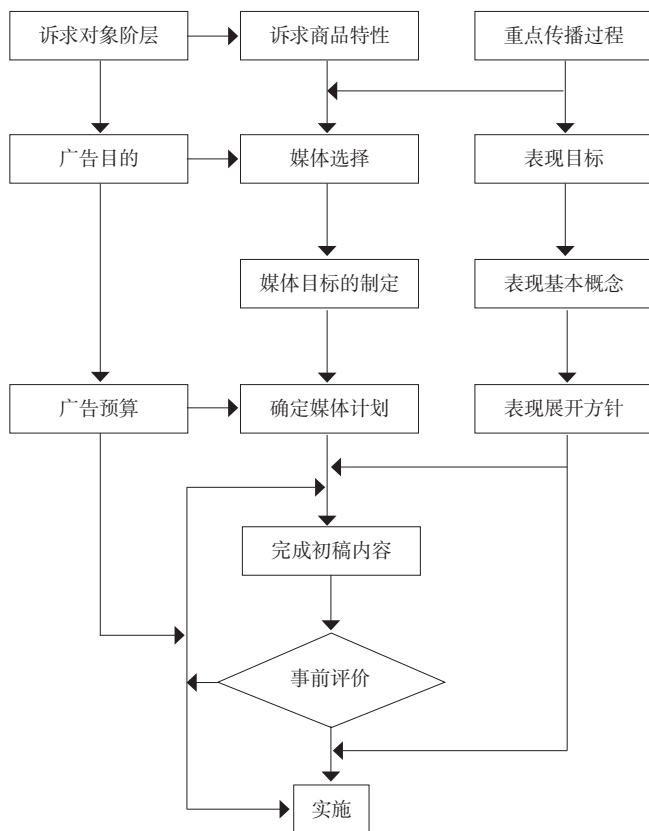 诉求对象阶层
诉求商品特性
重点传播过程
广告目的
媒体选择
表现目标
媒体目标的制定
表现基本概念
广告预算
确定媒体计划
表现展开方针
完成初稿内容
事前评价
实施